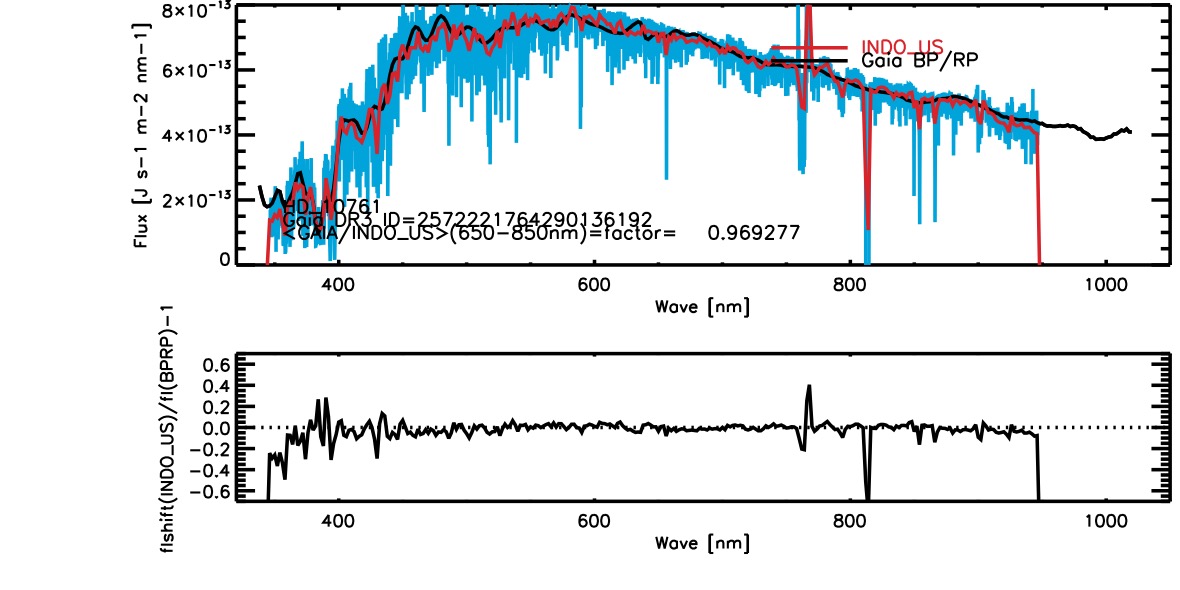 8×10−13
6×10−13
4×10−13
2×10−13
0
Flux [J s−1 m−2 nm−1]
INDO_US
Gaia BP/RP
HD_10761
Gaia DR3 ID=2572221764290136192
<GAIA/INDO_US>(650−850nm)=factor= 0.969277
400 600 800 1000
Wave [nm]
flshift(INDO_US)/fl(BPRP)−1
0.6
0.4
0.2
0.0
−0.2
−0.4
−0.6
400 600 800 1000
Wave [nm]